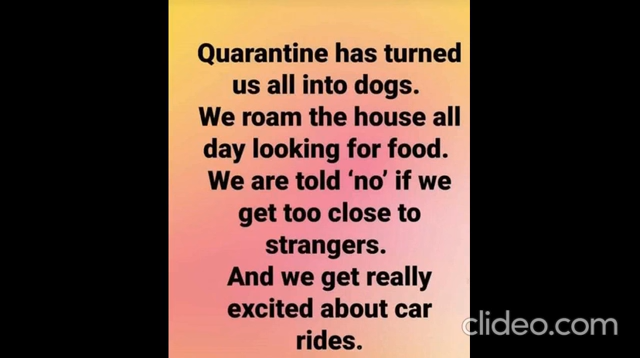 Quarantine has turned
us all into dogs.
We roam the house all
day looking for food.
We are told ‘no’ if we
get too close to
strangers.
And we get really
excited about car
rides.
clideo.com